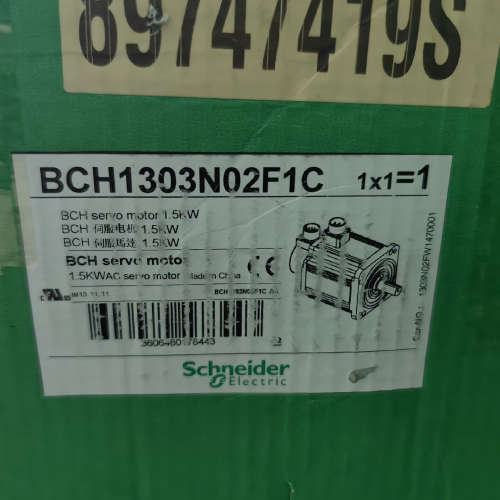 89747419S
BCH1303N02F1C 1x1=1
BCH servo motor 1.5KW
BCH 伺服电机 1.5KW
BCH 伺服馬達 1.5KW
BCH servo motor
1.5KWAC servo motor Made in China
CE
3606480178443
Schneider
Electric